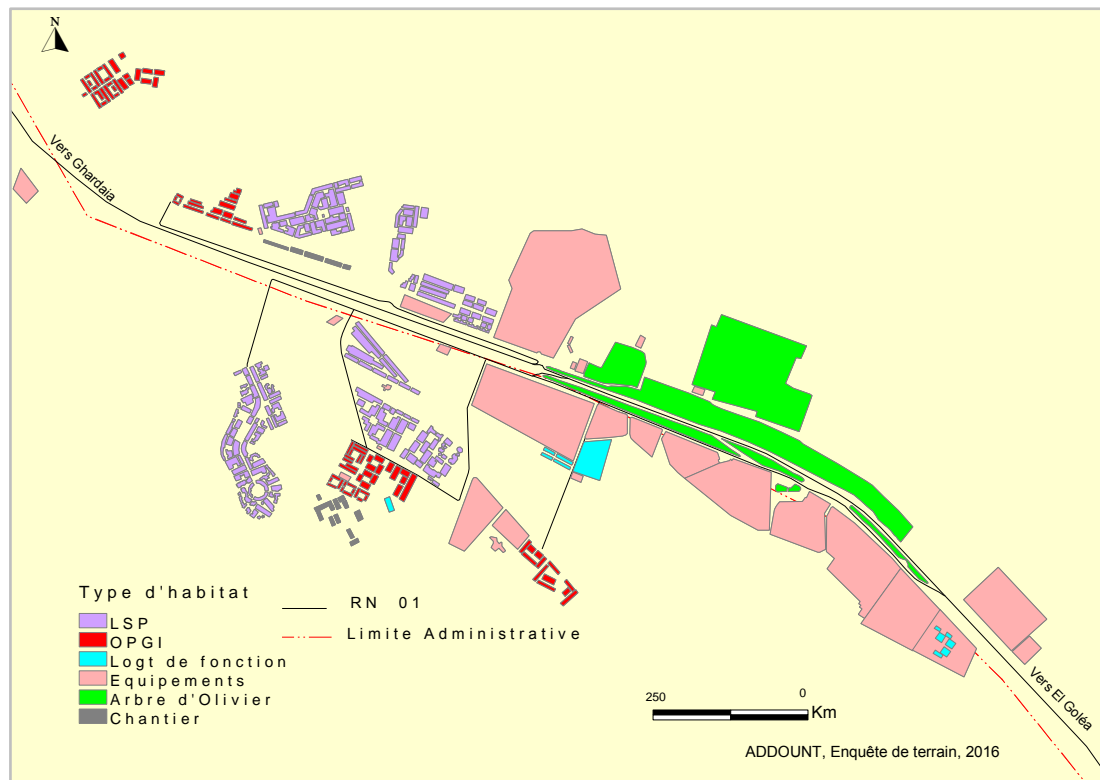 N
Vers Ghardaia
Type d'habitat
LSP
OPGI
Logt de fonction
Equipements
Arbre d'Olivier
Chantier
RN 01
Limite Administrative
250 0
Km
Vers El Goléa
ADDOUNT, Enquête de terrain, 2016